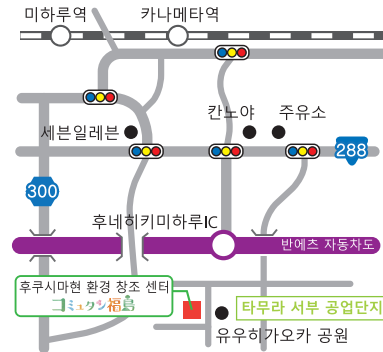 미하루역
카나메타역
칸노야
주유소
세븐일레븐
288
300
후네히키미하루IC
반에츠 자동차도
후쿠시마현 환경 창조 센터
コミュタン福島
타무라 서부 공업단지
유우히가오카 공원